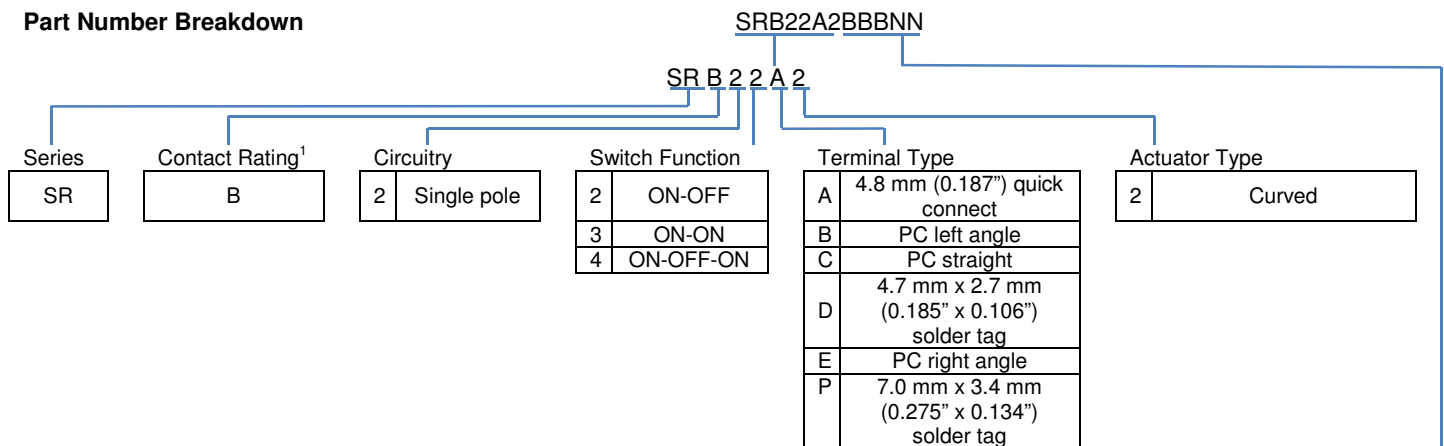 Part Number Breakdown
SRB22A2BBBNN
SR B 2 2 A 2
Series
Contact Rating1
Circuitry
Switch Function
Terminal Type
Actuator Type
SR
B
2 Single pole
2 ON-OFF
3 ON-ON
4 ON-OFF-ON
A 4.8 mm (0.187”) quick
connect
B PC left angle
C PC straight
D 4.7 mm x 2.7 mm
(0.185” x 0.106”)
solder tag
E PC right angle
P 7.0 mm x 3.4 mm
(0.275” x 0.134”)
solder tag
2 Curved